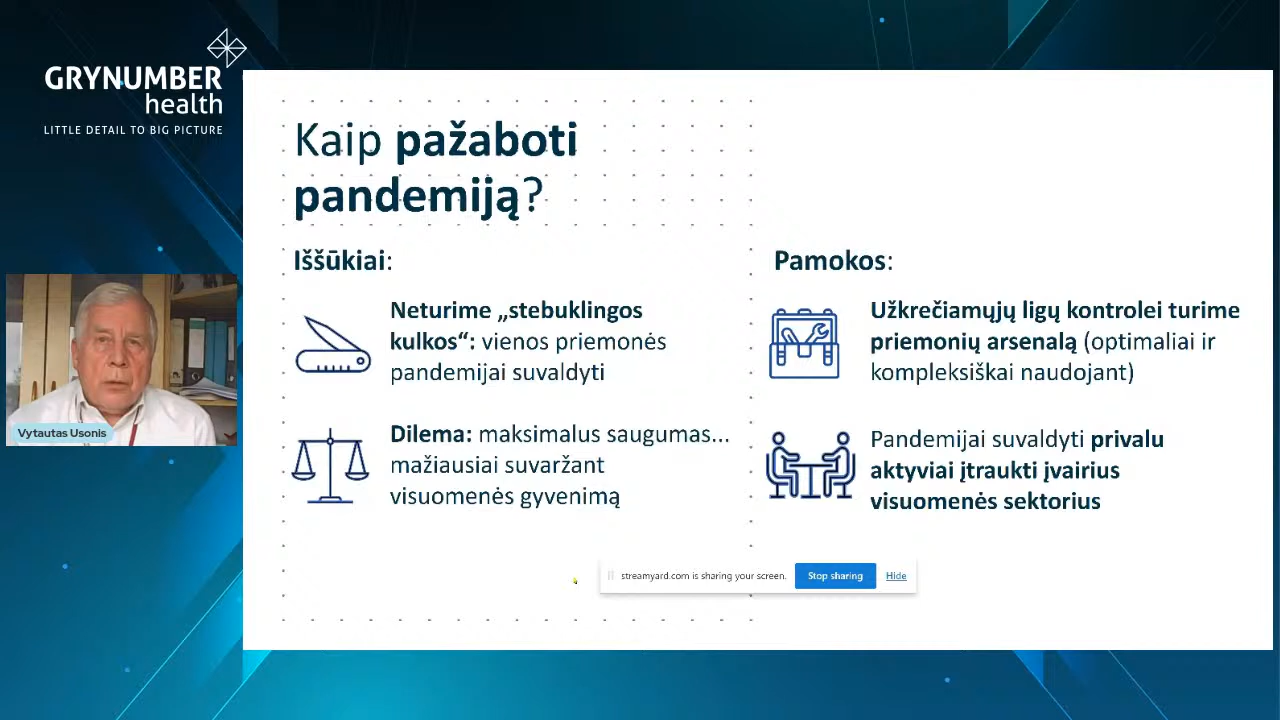 GRYNUMBER
health
LITTLE DETAIL TO BIG PICTURE
Kaip pažaboti
pandemiją?
Iššūkiai:
Neturime „stebuklingos
kulkos“: vienos priemonės
pandemijai suvaldyti
Dilema: maksimalus saugumas...
mažiausiai suvaržant
visuomenės gyvenimą
Pamokos:
Užkrečiamųjų ligų kontrolei turime
priemonių arsenalą (optimaliai ir
kompleksiškai naudojant)
Pandemijai suvaldyti privalu
aktyviai įtraukti įvairius
visuomenės sektorius
Vytautas Usonis
streamyard.com is sharing your screen. Stop sharing Hide